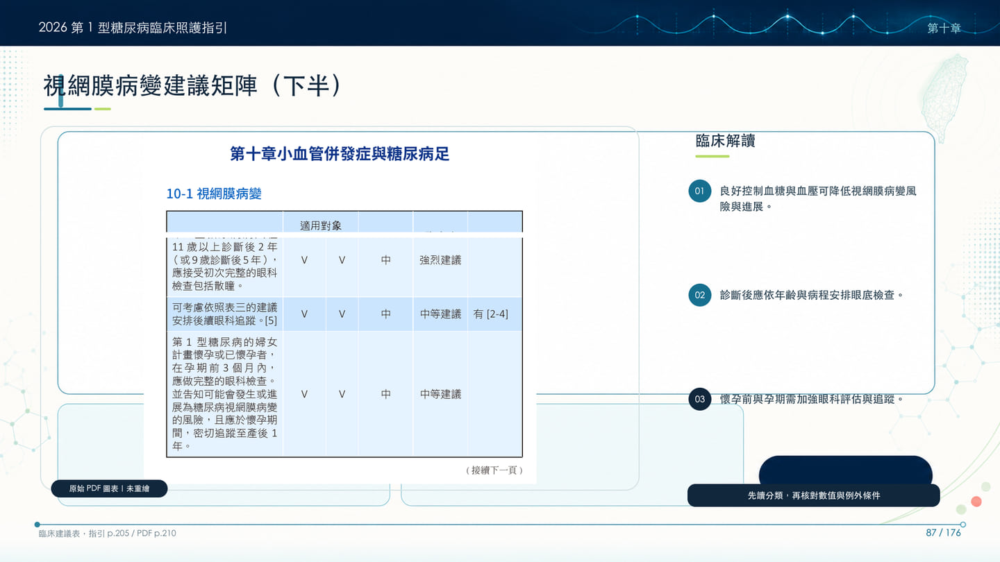 2026 第 1 型糖尿病臨床照護指引
第十章
視網膜病變建議矩陣（下半）
第十章小血管併發症與糖尿病足
10-1 視網膜病變
適用對象
11 歲以上診斷後 2 年
（或 9 歲診斷後 5 年），
應接受初次完整的眼科
檢查包括散瞳。
V
V
中
強烈建議
可考慮依照表三的建議
安排後續眼科追蹤。[5]
V
V
中
中等建議
有 [2-4]
第 1 型糖尿病的婦女
計畫懷孕或已懷孕者，
在孕期前 3 個月內，
應做完整的眼科檢查。
並告知可能會發生或進
展為糖尿病視網膜病變
的風險，且應於懷孕期
間，密切追蹤至產後 1
年。
V
V
中
中等建議
（接續下一頁）
原始 PDF 圖表｜未重繪
臨床解讀
01
良好控制血糖與血壓可降低視網膜病變風
險與進展。
02
診斷後應依年齡與病程安排眼底檢查。
03
懷孕前與孕期需加強眼科評估與追蹤。
先讀分類，再核對數值與例外條件
臨床建議表，指引 p.205 / PDF p.210
87 / 176